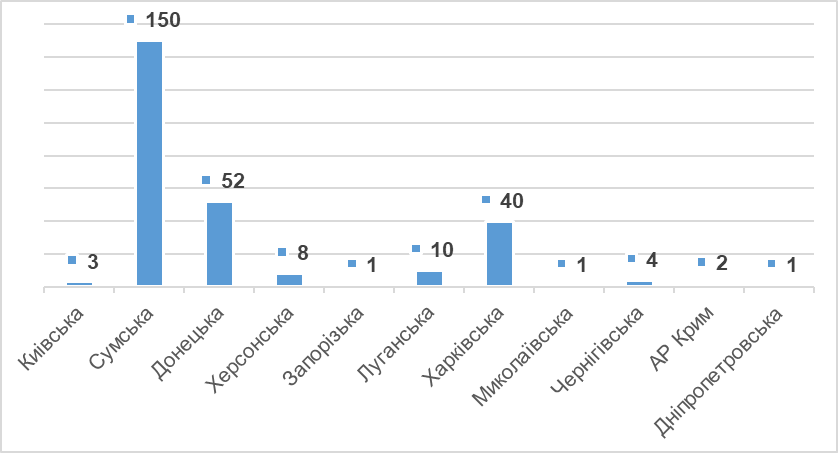 150
52
40
10
8
4
3
2
1
1
1
Київська
Сумська
Донецька
Херсонська
Запорізька
Луганська
Харківська
Миколаївська
Чернігівська
АР Крим
Дніпропетровська